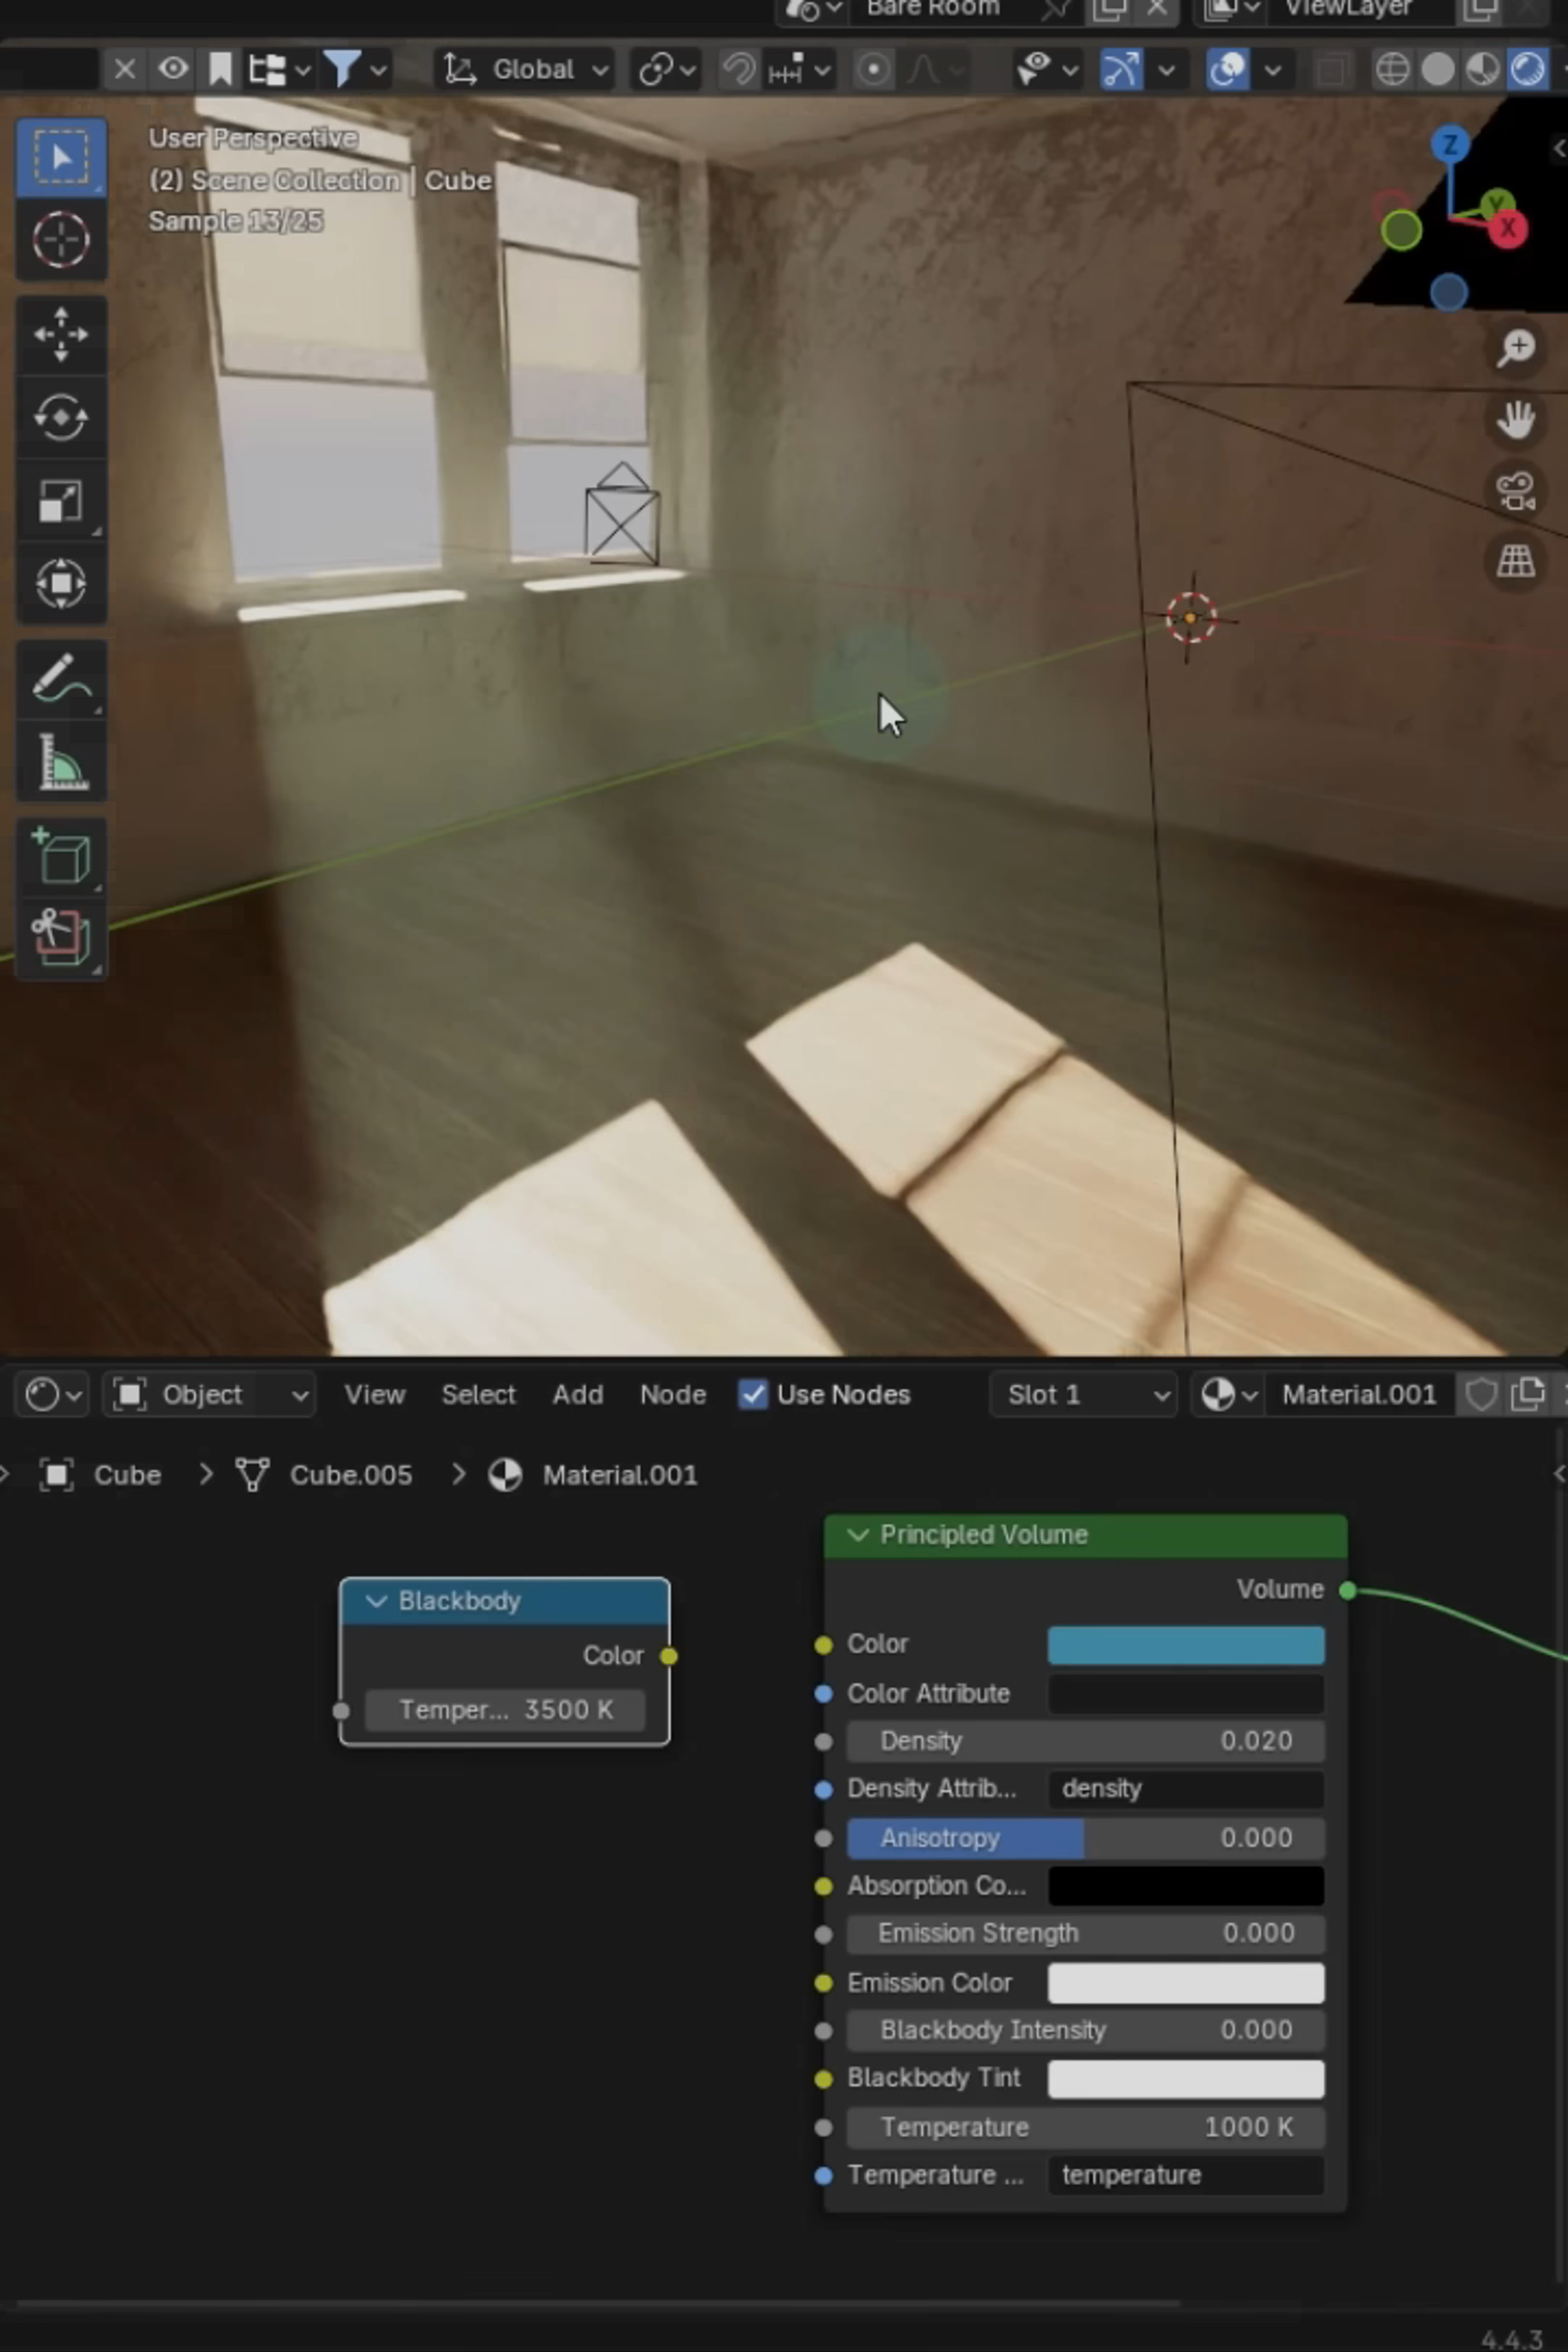 Bare Room
ViewLayer
Global
User Perspective
(2) Scene Collection | Cube
Sample 13/25
Z
Y
X
Object
View
Select
Add
Node
Use Nodes
Slot 1
Material.001
Cube
Cube.005
Material.001
Principled Volume
Volume
Blackbody
Color
Temper... 3500 K
Color
Color Attribute
Density 0.020
Density Attrib... density
Anisotropy 0.000
Absorption Co...
Emission Strength 0.000
Emission Color
Blackbody Intensity 0.000
Blackbody Tint
Temperature 1000 K
Temperature ... temperature
4.4.3